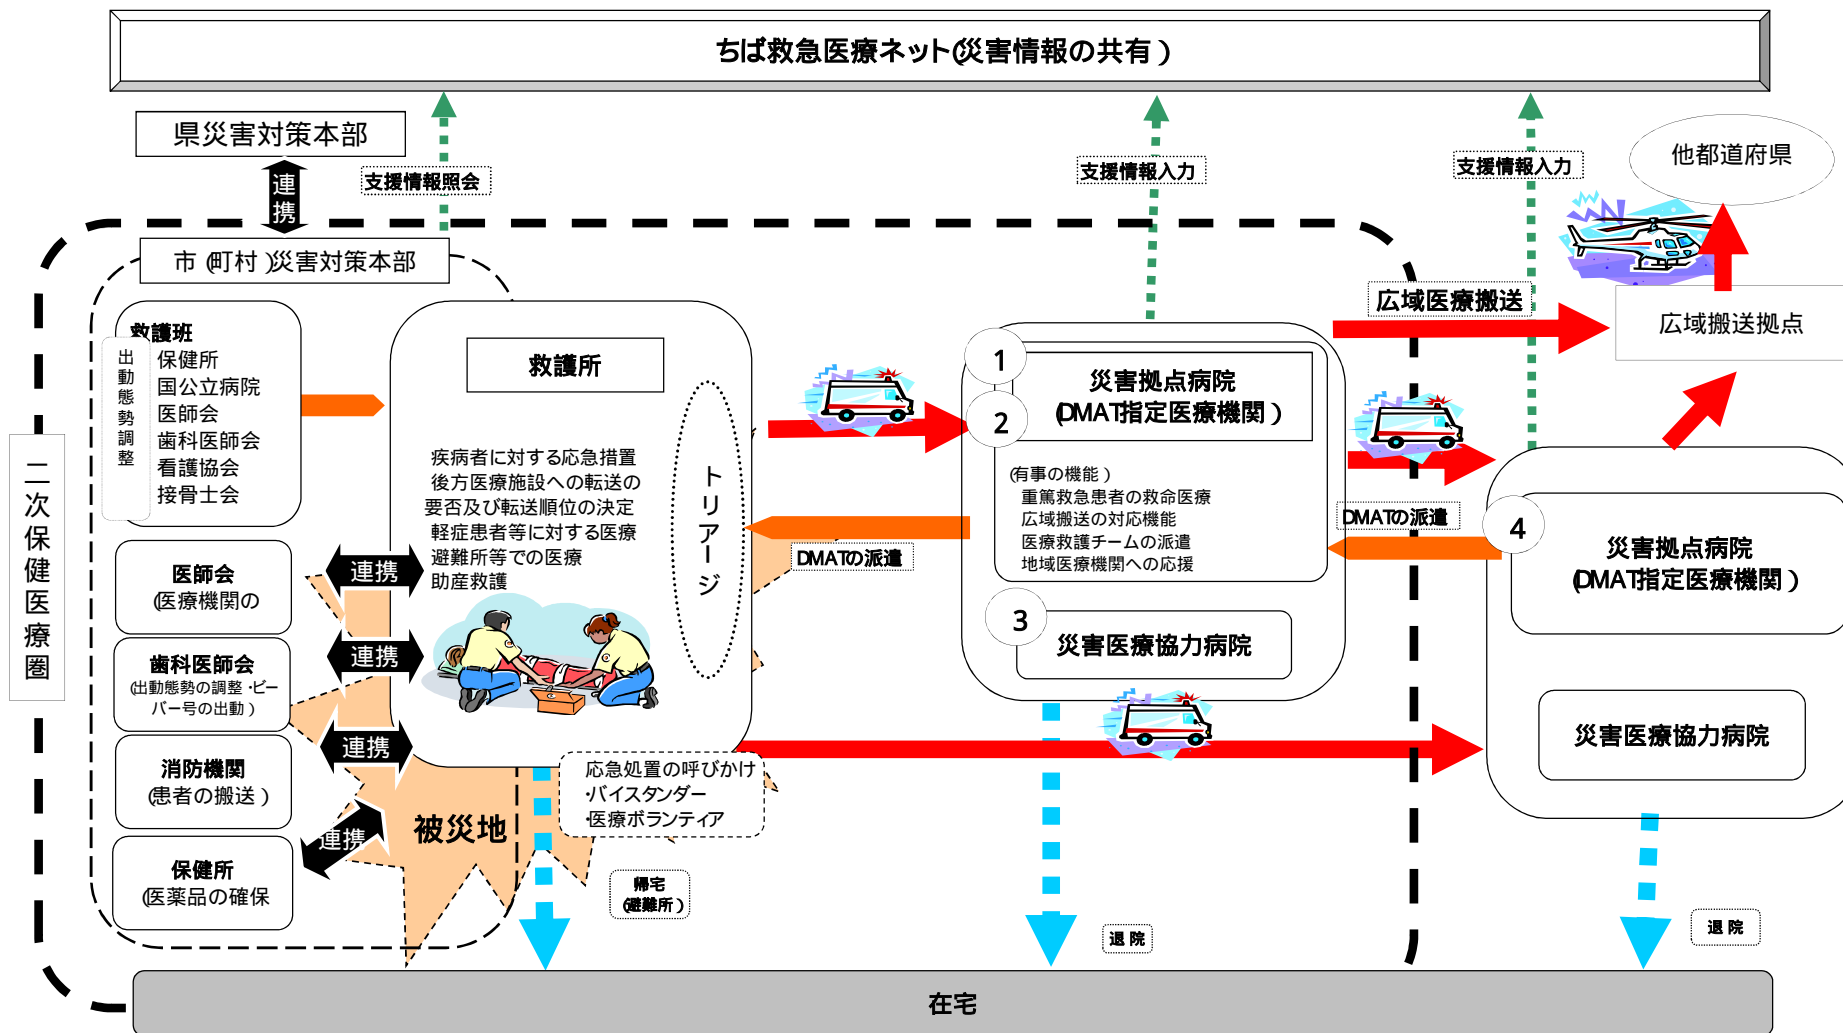 ちば救急医療ネット(災害情報の共有)
県災害対策本部
連携
支援情報照会
支援情報入力
支援情報入力
他都道府県
市(町村)災害対策本部
広域医療搬送
広域搬送拠点
二次保健医療圏
救護班
出動態勢調整
保健所
国公立病院
医師会
歯科医師会
看護協会
接骨士会
救護所
疾病者に対する応急措置
後方医療施設への転送の
要否及び転送順位の決定
軽症患者等に対する医療
避難所等での医療
助産救護
トリアージ
1
2
災害拠点病院
(DMAT指定医療機関)
(有事の機能)
重篤救急患者の救命医療
広域搬送の対応機能
医療救護チームの派遣
地域医療機関への応援
3
災害医療協力病院
DMATの派遣
DMATの派遣
4
災害拠点病院
(DMAT指定医療機関)
災害医療協力病院
医師会
(医療機関の
連携
歯科医師会
(出動態勢の調整・ビー
バー号の出動)
連携
消防機関
(患者の搬送)
連携
保健所
(医薬品の確保
連携
被災地
応急処置の呼びかけ
・バイスタンダー
・医療ボランティア
帰宅
(避難所)
退院
退院
在宅